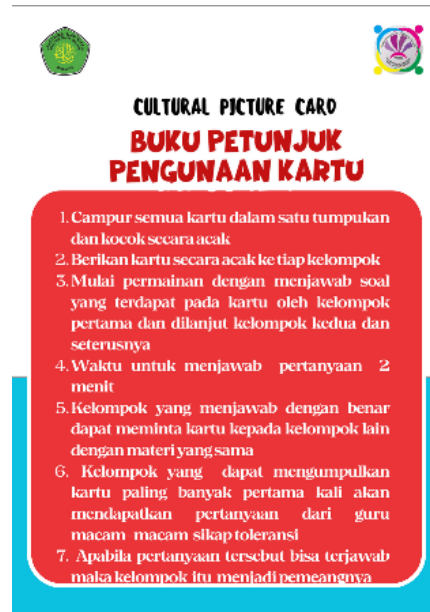 CULTURAL PICTURE CARD
BUKU PETUNJUK
PENGUNAAN KARTU
1. Campur semua kartu dalam satu tumpukan
dan kocok secara acak
2. Berikan kartu secara acak ke tiap kelompok
3. Mulai permainan dengan menjawab soal
yang terdapat pada kartu oleh kelompok
pertama dan dilanjut kelompok kedua dan
seterusnya
4. Waktu untuk menjawab pertanyaan 2
menit
5. Kelompok yang menjawab dengan benar
dapat meminta kartu kepada kelompok lain
dengan materi yang sama
6. Kelompok yang dapat mengumpulkan
kartu paling banyak pertama kali akan
mendapatkan pertanyaan dari guru
macam macam sikap toleransi
7. Apabila pertanyaan tersebut bisa terjawab
maka kelompok itu menjadi pemeangnya